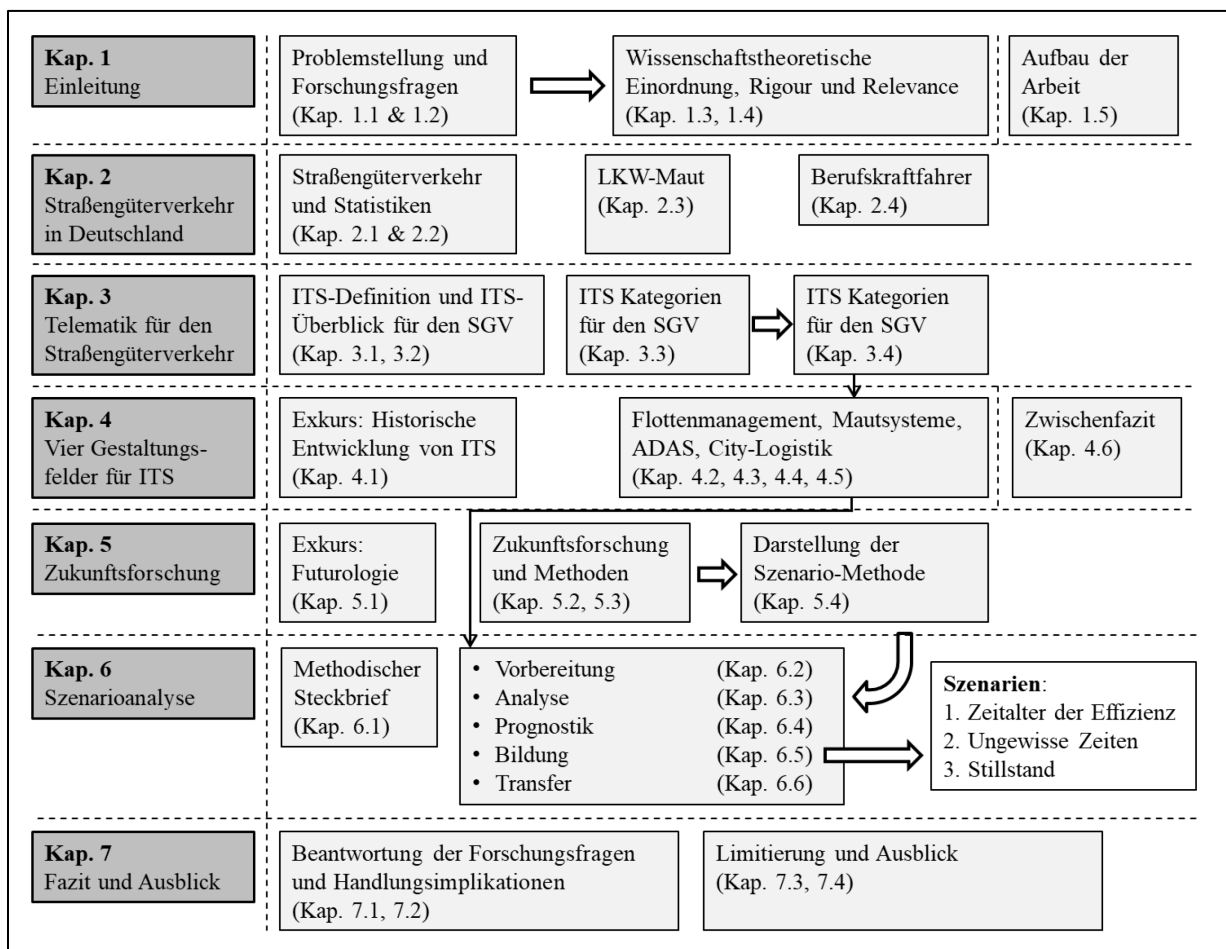 Kap. 1
Einleitung
Problemstellung und
Forschungsfragen
(Kap. 1.1 & 1.2)
Wissenschaftstheoretische
Einordnung, Rigour und Relevance
(Kap. 1.3, 1.4)
Aufbau der
Arbeit
(Kap. 1.5)
Kap. 2
Straßengüterverkehr
in Deutschland
Straßengüterverkehr
und Statistiken
(Kap. 2.1 & 2.2)
LKW-Maut
(Kap. 2.3)
Berufskraftfahrer
(Kap. 2.4)
Kap. 3
Telematik für den
Straßengüterverkehr
ITS-Definition und ITS-
Überblick für den SGV
(Kap. 3.1, 3.2)
ITS Kategorien
für den SGV
(Kap. 3.3)
ITS Kategorien
für den SGV
(Kap. 3.4)
Kap. 4
Vier Gestaltungs-
felder für ITS
Exkurs: Historische
Entwicklung von ITS
(Kap. 4.1)
Flottenmanagement, Mautsysteme,
ADAS, City-Logistik
(Kap. 4.2, 4.3, 4.4, 4.5)
Zwischenfazit
(Kap. 4.6)
Kap. 5
Zukunftsforschung
Exkurs:
Futurologie
(Kap. 5.1)
Zukunftsforschung
und Methoden
(Kap. 5.2, 5.3)
Darstellung der
Szenario-Methode
(Kap. 5.4)
Kap. 6
Szenarioanalyse
Methodischer
Steckbrief
(Kap. 6.1)
• Vorbereitung (Kap. 6.2)
• Analyse (Kap. 6.3)
• Prognostik (Kap. 6.4)
• Bildung (Kap. 6.5)
• Transfer (Kap. 6.6)
Szenarien:
1. Zeitalter der Effizienz
2. Ungewisse Zeiten
3. Stillstand
Kap. 7
Fazit und Ausblick
Beantwortung der Forschungsfragen
und Handlungsimplikationen
(Kap. 7.1, 7.2)
Limitierung und Ausblick
(Kap. 7.3, 7.4)